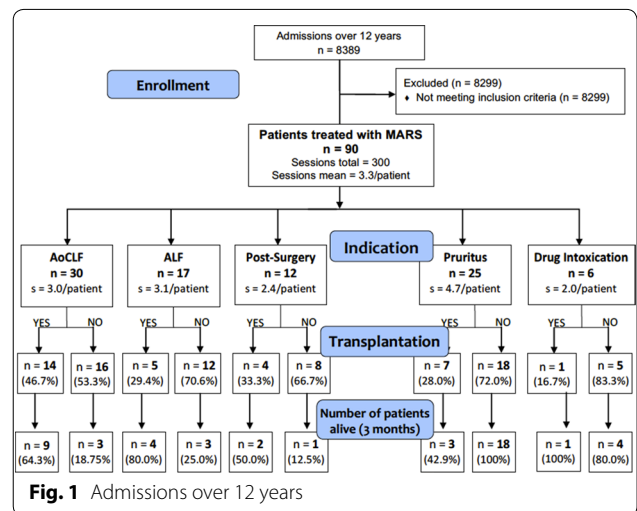 Admissions over 12 years
n = 8389
Enrollment
Excluded (n = 8299)
♦ Not meeting inclusion criteria (n = 8299)
Patients treated with MARS
n = 90
Sessions total = 300
Sessions mean = 3.3/patient
Indication
AoCLF
n = 30
s = 3.0/patient
ALF
n = 17
s = 3.1/patient
Post-Surgery
n = 12
s = 2.4/patient
Pruritus
n = 25
s = 4.7/patient
Drug Intoxication
n = 6
s = 2.0/patient
YES NO YES NO YES NO YES NO YES NO
Transplantation
n = 14
(46.7%)
n = 16
(53.3%)
n = 5
(29.4%)
n = 12
(70.6%)
n = 4
(33.3%)
n = 8
(66.7%)
n = 7
(28.0%)
n = 18
(72.0%)
n = 1
(16.7%)
n = 5
(83.3%)
Number of patients
alive (3 months)
n = 9
(64.3%)
n = 3
(18.75%)
n = 4
(80.0%)
n = 3
(25.0%)
n = 2
(50.0%)
n = 1
(12.5%)
n = 3
(42.9%)
n = 18
(100%)
n = 1
(100%)
n = 4
(80.0%)
Fig. 1 Admissions over 12 years